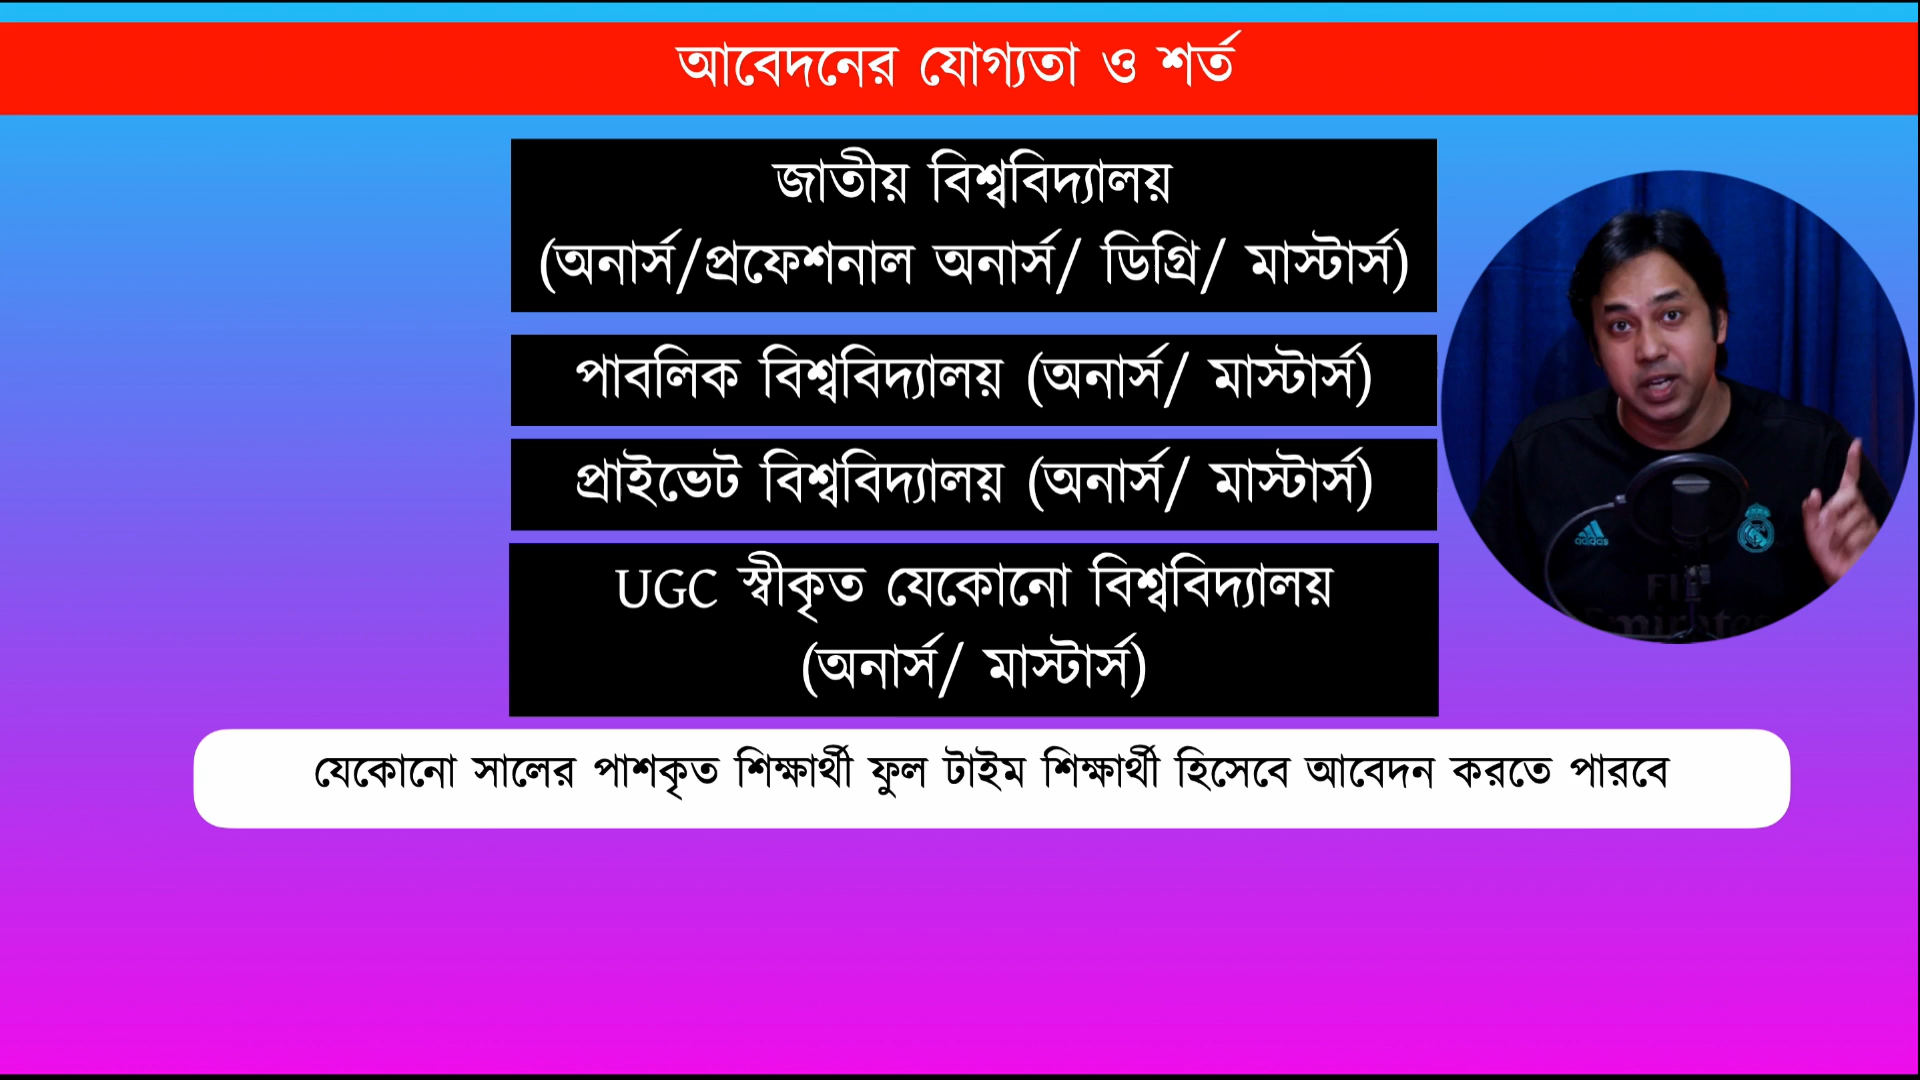 আবেদনের যোগ্যতা ও শর্ত
জাতীয় বিশ্ববিদ্যালয়
(অনার্স/প্রফেশনাল অনার্স/ ডিগ্রি/ মাস্টার্স)
পাবলিক বিশ্ববিদ্যালয় (অনার্স/ মাস্টার্স)
প্রাইভেট বিশ্ববিদ্যালয় (অনার্স/ মাস্টার্স)
UGC স্বীকৃত যেকোনো বিশ্ববিদ্যালয়
(অনার্স/ মাস্টার্স)
adidas
যেকোনো সালের পাশকৃত শিক্ষার্থী ফুল টাইম শিক্ষার্থী হিসেবে আবেদন করতে পারবে